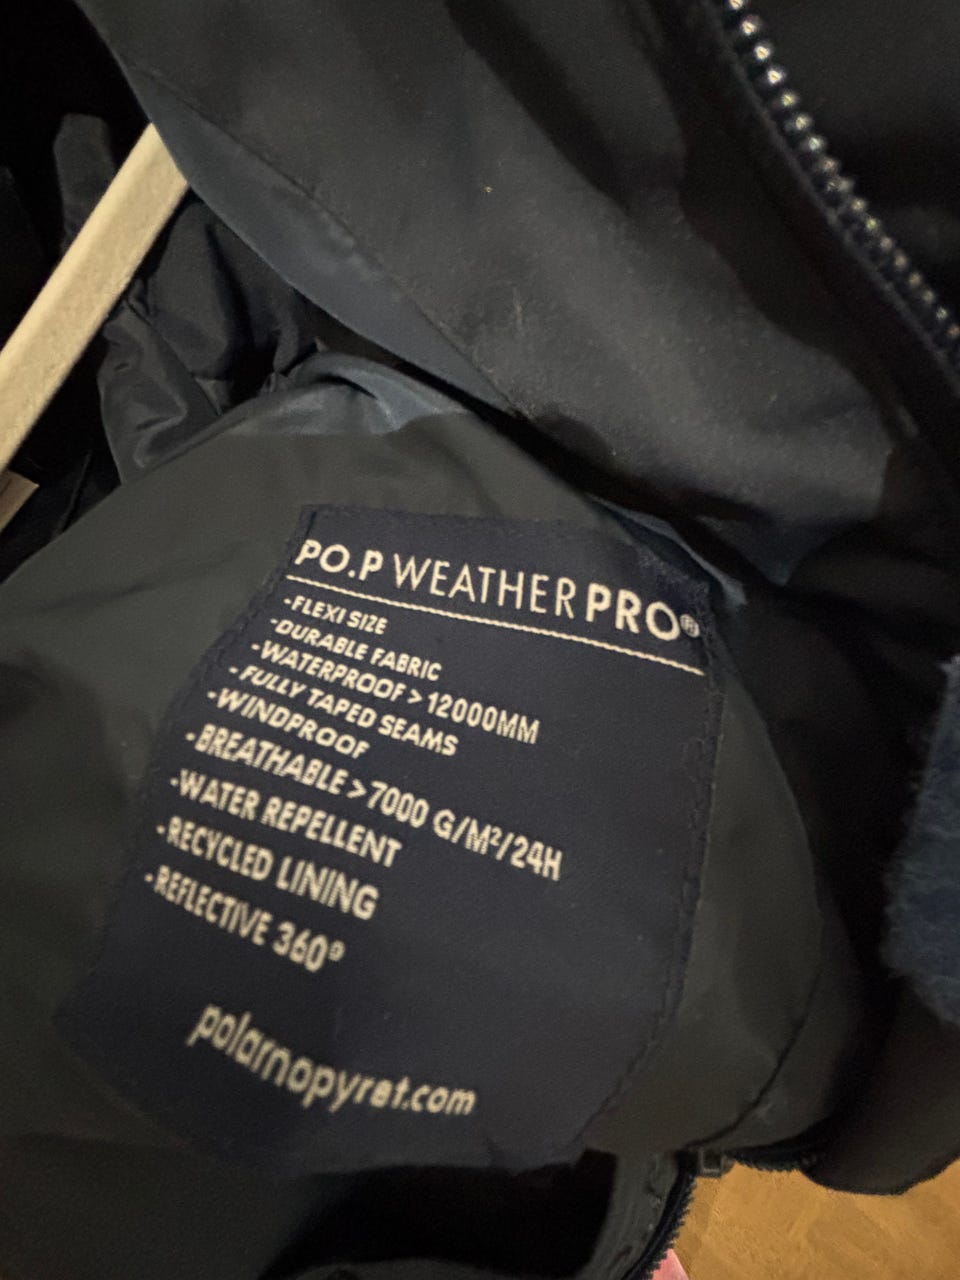 PO.P WEATHERPRO®
-FLEXI SIZE
-DURABLE FABRIC
-WATERPROOF > 12000MM
-FULLY TAPED SEAMS
-WINDPROOF
-BREATHABLE > 7000 G/M²/24H
-WATER REPELLENT
-RECYCLED LINING
-REFLECTIVE 360°
polarnopyret.com